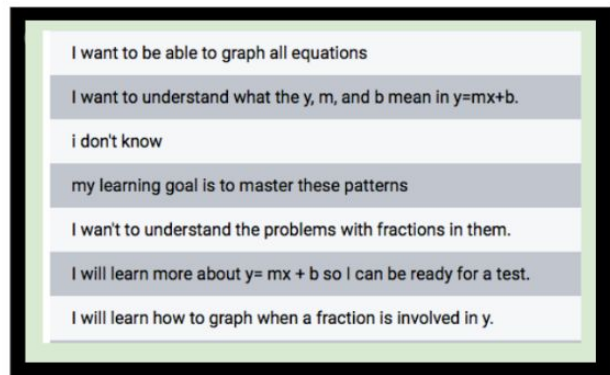 I want to be able to graph all equations
I want to understand what the y, m, and b mean in y=mx+b.
i don't know
my learning goal is to master these patterns
I wan't to understand the problems with fractions in them.
I will learn more about y= mx + b so I can be ready for a test.
I will learn how to graph when a fraction is involved in y.